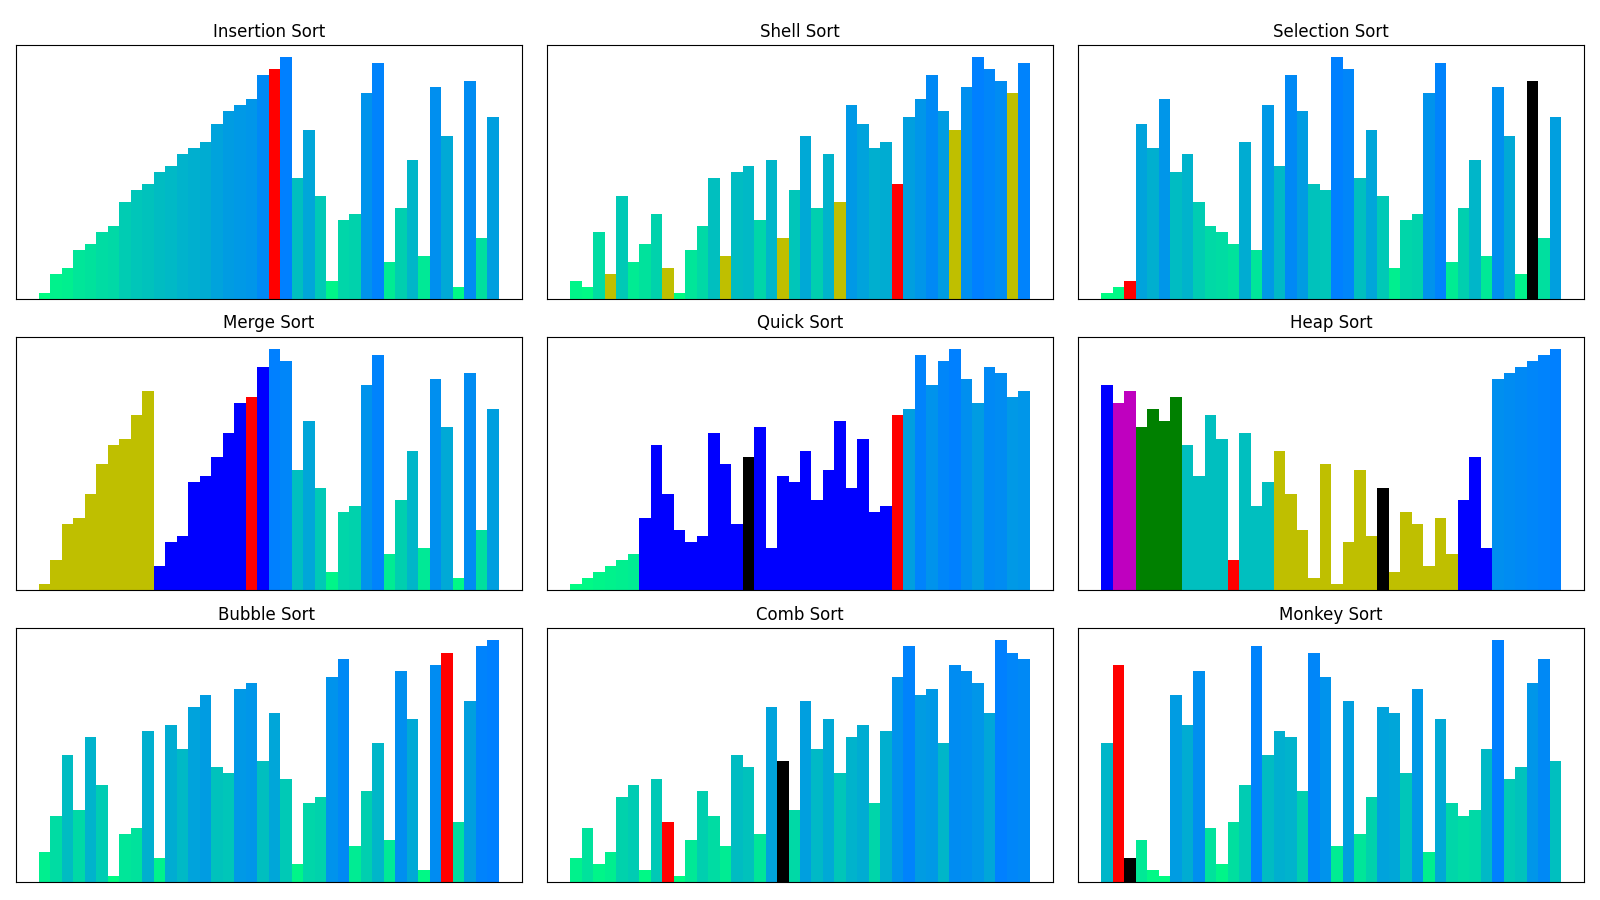 Insertion Sort
Shell Sort
Selection Sort
Merge Sort
Quick Sort
Heap Sort
Bubble Sort
Comb Sort
Monkey Sort